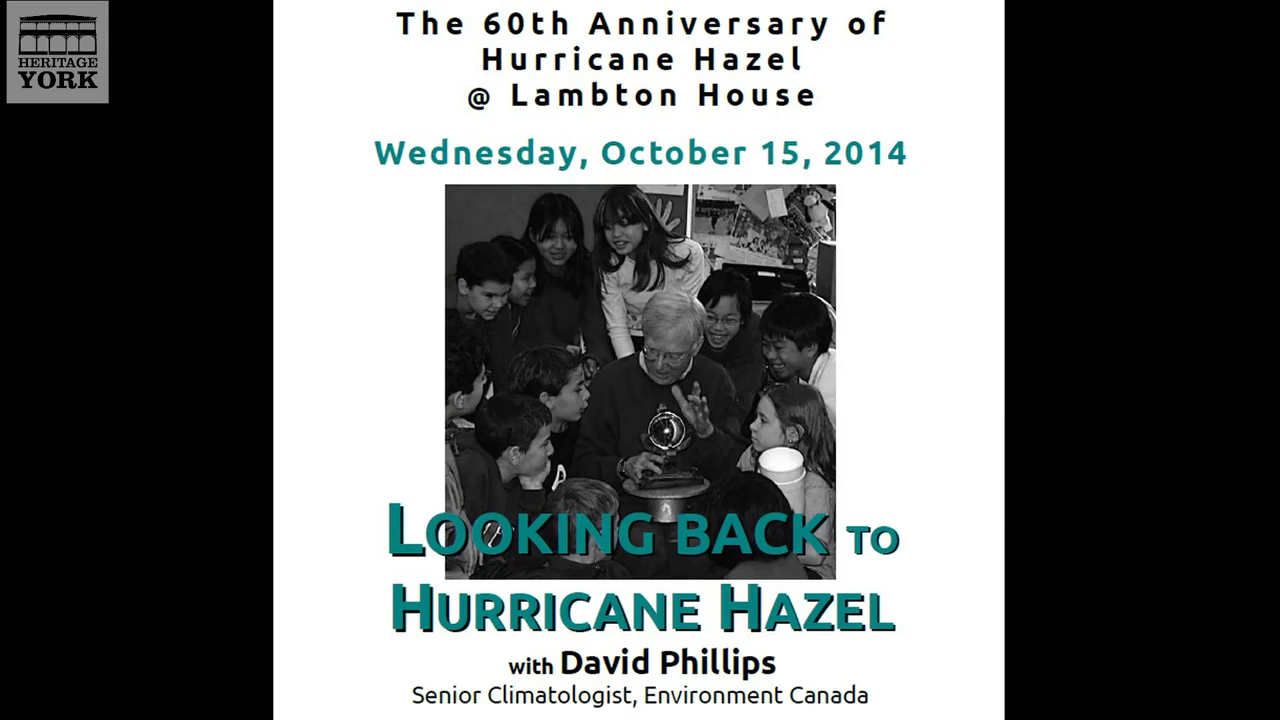 HERITAGE
YORK
The 60th Anniversary of
Hurricane Hazel
@ Lambton House
Wednesday, October 15, 2014
LOOKING BACK TO
HURRICANE HAZEL
with David Phillips
Senior Climatologist, Environment Canada